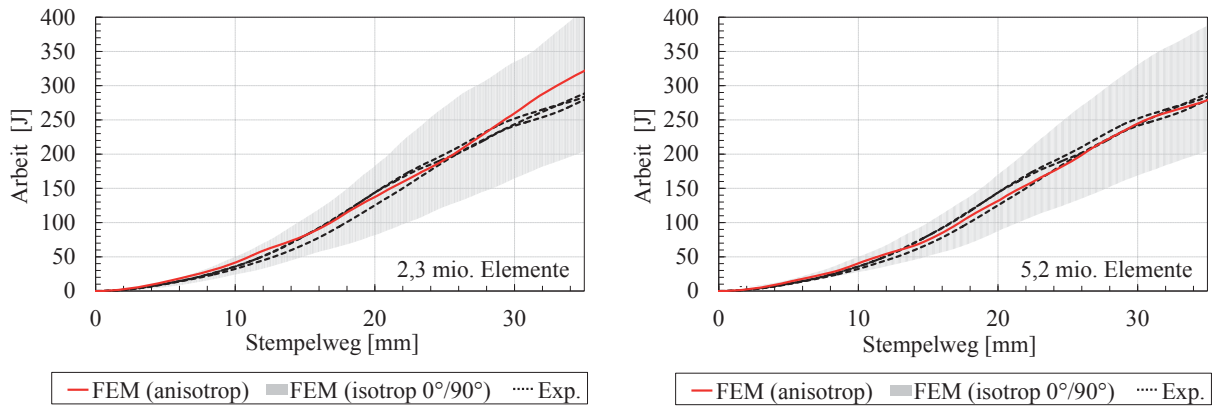 400
350
300
250
200
150
100
50
0
Arbeit [J]
0 10 20 30
Stempelweg [mm]
2,3 mio. Elemente
FEM (anisotrop) FEM (isotrop 0°/90°) Exp.
400
350
300
250
200
150
100
50
0
Arbeit [J]
0 10 20 30
Stempelweg [mm]
5,2 mio. Elemente
FEM (anisotrop) FEM (isotrop 0°/90°) Exp.